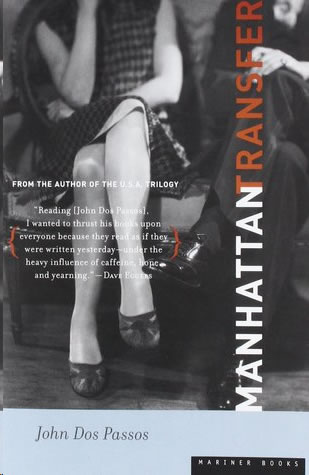 MANHATTAN TRANSFER
FROM THE AUTHOR OF THE U.S.A. TRILOGY
"Reading [John Dos Passos],
I wanted to thrust his books upon
{ everyone because they read as if they }
were written yesterday—under the
heavy influence of caffeine, hope,
and yearning." —DAVE EGGERS
John Dos Passos
MARINER BOOKS